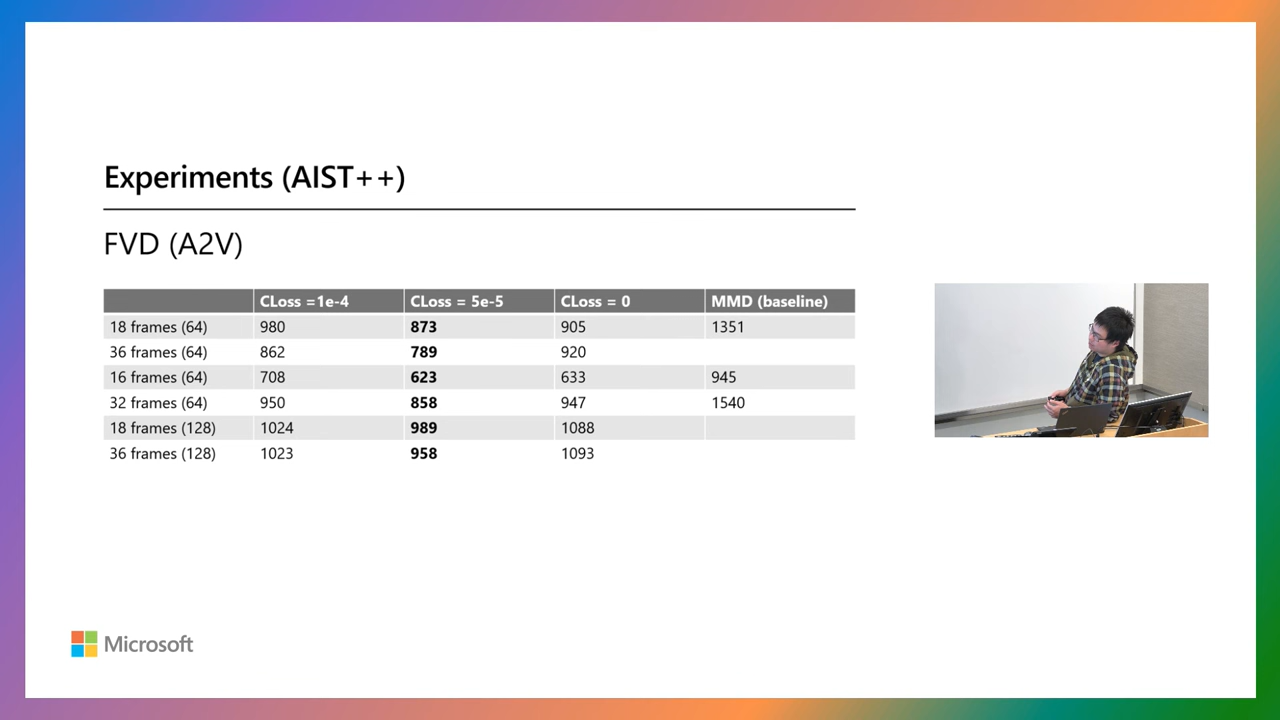 Experiments (AIST++)
FVD (A2V)
CLoss =1e-4 CLoss = 5e-5 CLoss = 0 MMD (baseline)
18 frames (64) 980 873 905 1351
36 frames (64) 862 789 920
16 frames (64) 708 623 633 945
32 frames (64) 950 858 947 1540
18 frames (128) 1024 989 1088
36 frames (128) 1023 958 1093
Microsoft